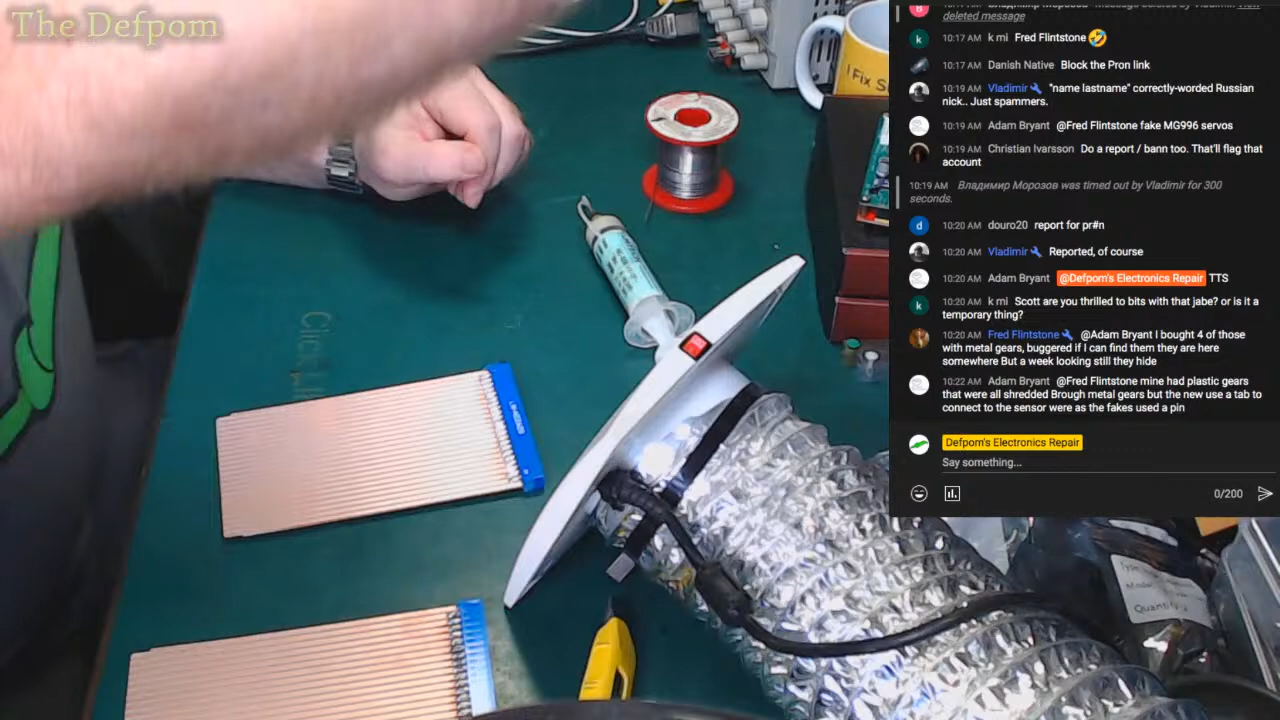 The Defpom
deleted message
10:17 AM k mi Fred Flintstone 🤣
10:17 AM Danish Native Block the Pron link
10:19 AM Vladimir "name lastname" correctly-worded Russian
nick.. Just spammers.
10:19 AM Adam Bryant @Fred Flintstone fake MG996 servos
10:19 AM Christian Ivarsson Do a report / bann too. That'll flag that
account
10:19 AM Владимир Морозов was timed out by Vladimir for 300
seconds.
10:20 AM douro20 report for pr#n
10:20 AM Vladimir Reported, of course
10:20 AM Adam Bryant @Defpom's Electronics Repair TTS
10:20 AM k mi Scott are you thrilled to bits with that jabe? or is it a
temporary thing?
10:20 AM Fred Flintstone @Adam Bryant I bought 4 of those
with metal gears, buggered if I can find them they are here
somewhere But a week looking still they hide
10:22 AM Adam Bryant @Fred Flintstone mine had plastic gears
that were all shredded Brough metal gears but the new use a tab to
connect to the sensor were as the fakes used a pin
Defpom's Electronics Repair
Say something...
0/200
I Fix S